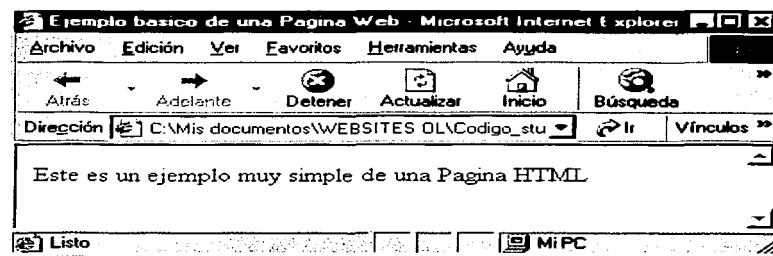 Ejemplo basico de una Pagina Web - Microsoft Internet Explorer
Archivo Edición Ver Favoritos Herramientas Ayuda
Atrás Adelante Detener Actualizar Inicio Búsqueda »
Dirección C:\Mis documentos\WEBSITES OL\Codigo_stu Ir Vínculos »
Este es un ejemplo muy simple de una Pagina HTML
Listo Mi PC